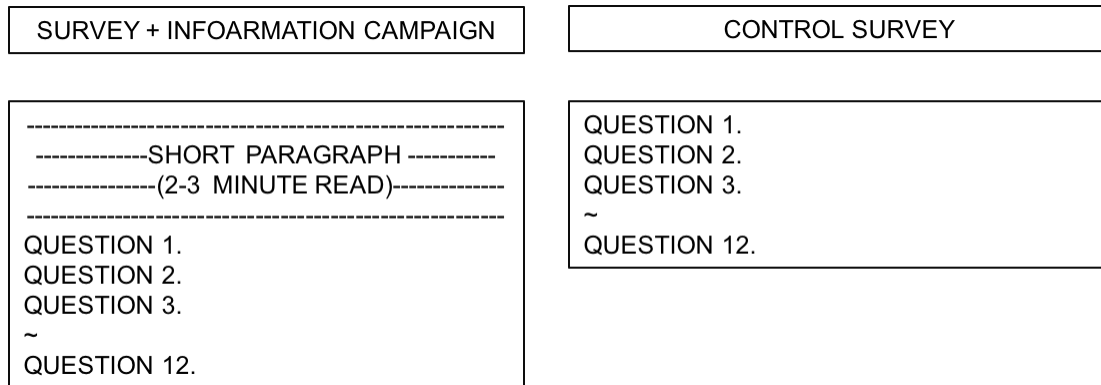 SURVEY + INFOARMATION CAMPAIGN
------------------------------------------------------------
--------------SHORT PARAGRAPH -----------
----------------(2-3 MINUTE READ)--------------
------------------------------------------------------------
QUESTION 1.
QUESTION 2.
QUESTION 3.
~
QUESTION 12.
CONTROL SURVEY
QUESTION 1.
QUESTION 2.
QUESTION 3.
~
QUESTION 12.